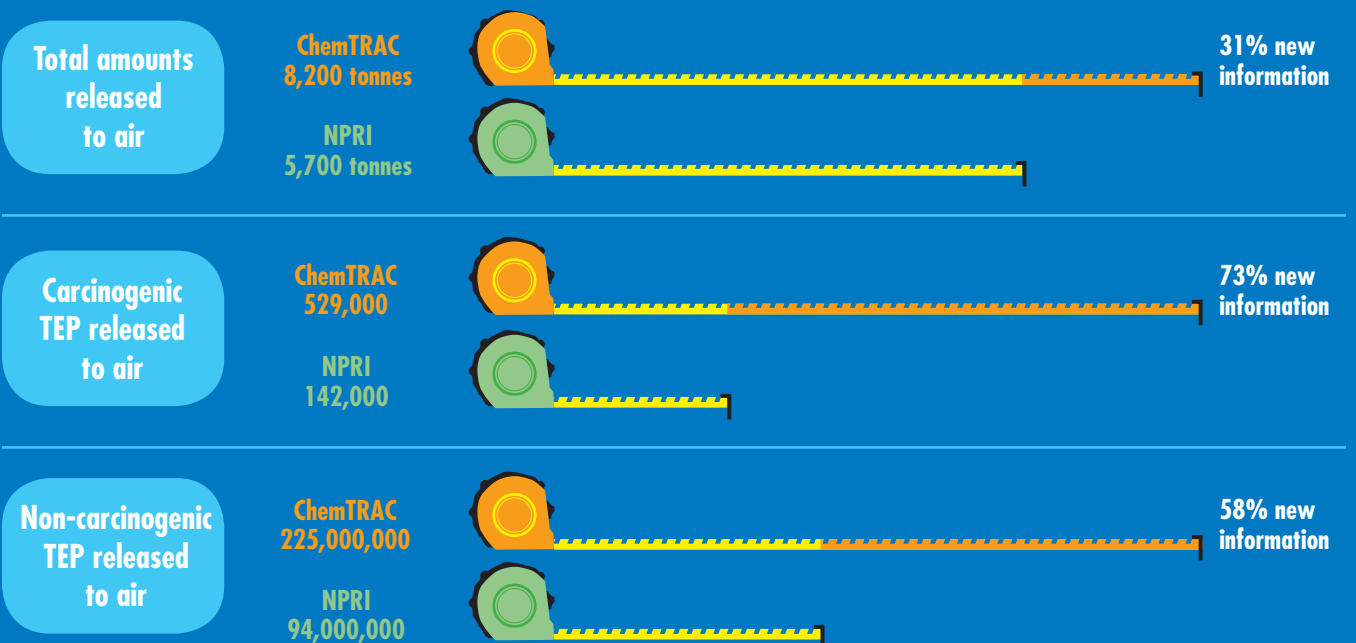 Total amounts
released
to air
ChemTRAC
8,200 tonnes
31% new
information
NPRI
5,700 tonnes
Carcinogenic
TEP released
to air
ChemTRAC
529,000
73% new
information
NPRI
142,000
Non-carcinogenic
TEP released
to air
ChemTRAC
225,000,000
58% new
information
NPRI
94,000,000